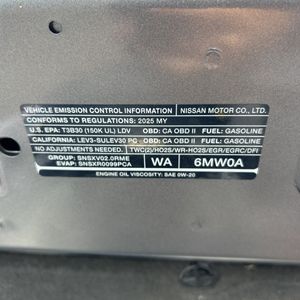 VEHICLE EMISSION CONTROL INFORMATION NISSAN MOTOR CO., LTD.
CONFORMS TO REGULATIONS: 2025 MY
U.S. EPA: T3B30 (150K UL) LDV OBD: CA OBD II FUEL: GASOLINE
CALIFORNIA: LEV3-SULEV30 PC OBD: CA OBD II FUEL: GASOLINE
NO ADJUSTMENTS NEEDED. TWC(2)/HO2S/WR-HO2S/EGR/EGRC/DFI
GROUP: SNSXV02.0RME WA 6MW0A
EVAP: SNSXR0099PCA
ENGINE OIL VISCOSITY: SAE 0W-20